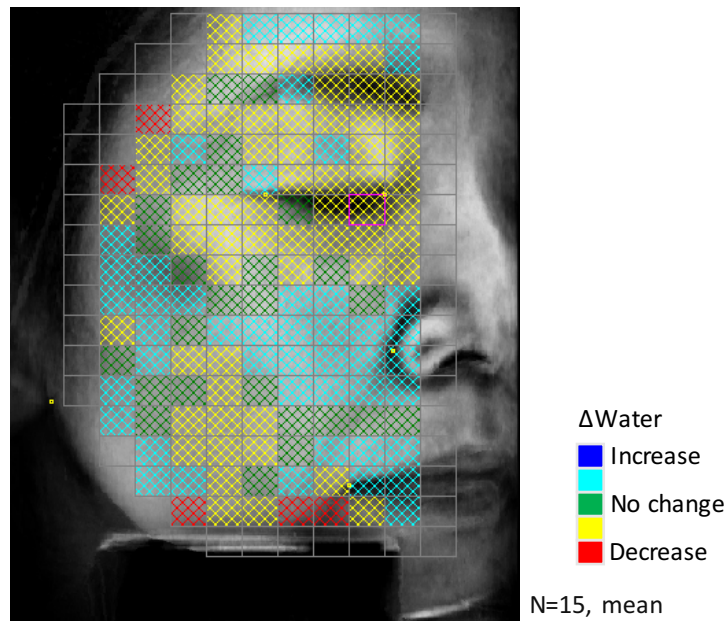 ΔWater
Increase
No change
Decrease
N=15, mean